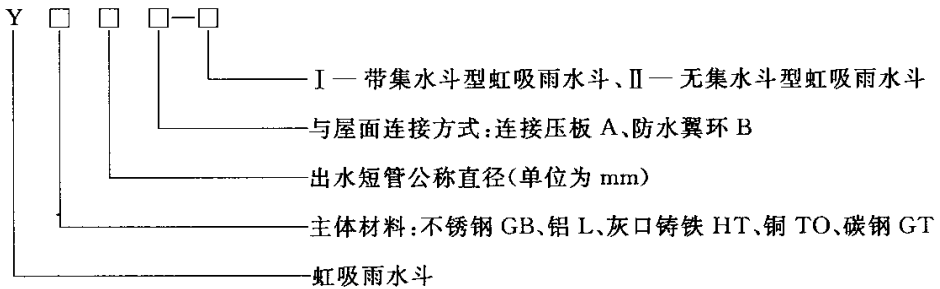 Y □ □ □—□
Ⅰ—带集水斗型虹吸雨水斗、Ⅱ—无集水斗型虹吸雨水斗
与屋面连接方式:连接压板 A、防水翼环 B
出水短管公称直径(单位为 mm)
主体材料:不锈钢 GB、铝 L、灰口铸铁 HT、铜 TO、碳钢 GT
虹吸雨水斗